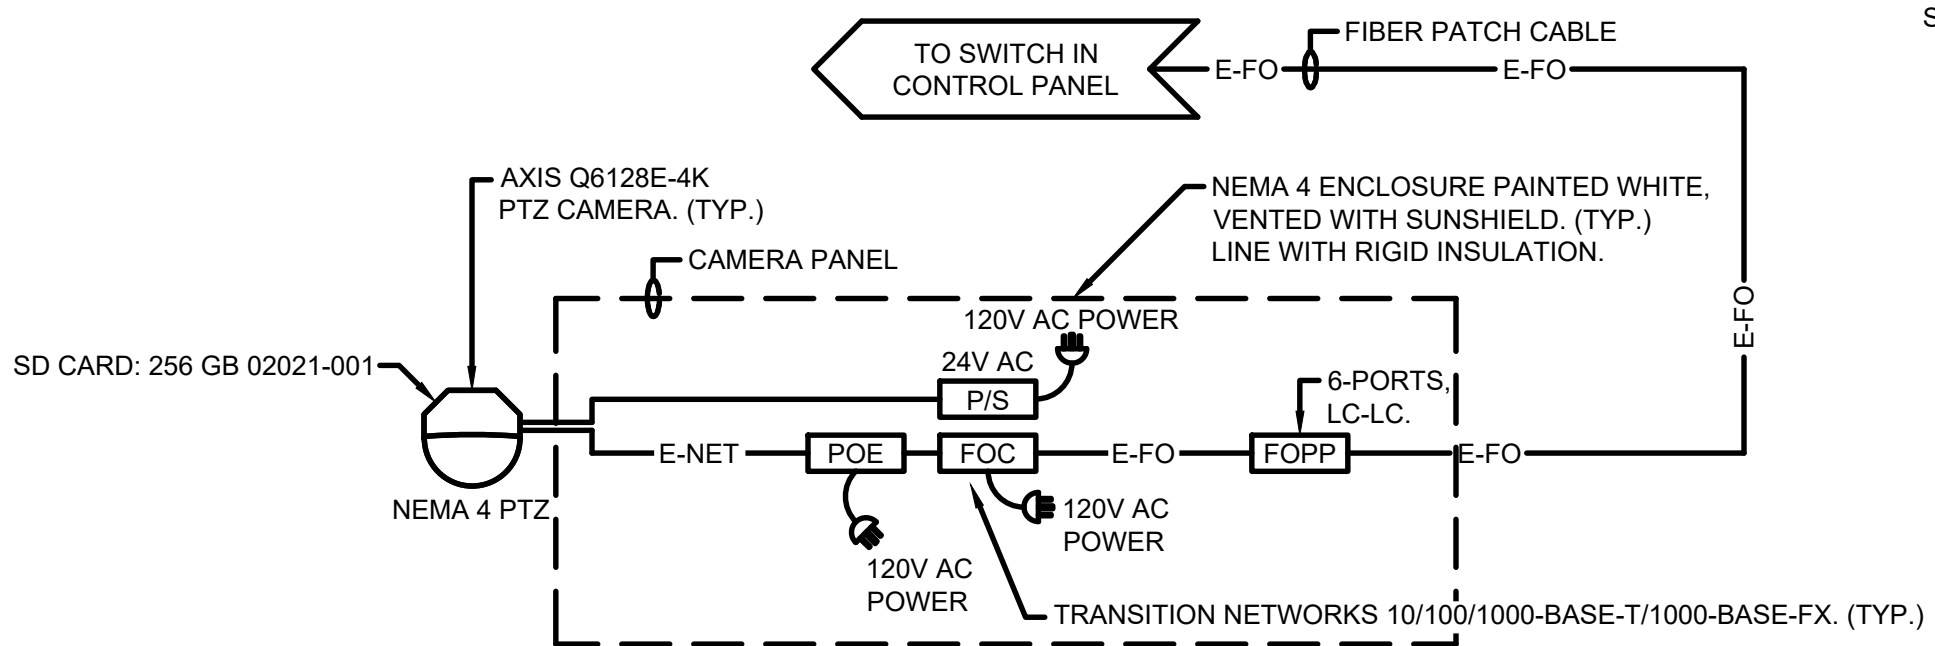 S
TO SWITCH IN
CONTROL PANEL
E-FO
FIBER PATCH CABLE
E-FO
AXIS Q6128E-4K
PTZ CAMERA. (TYP.)
NEMA 4 ENCLOSURE PAINTED WHITE,
VENTED WITH SUNSHIELD. (TYP.)
LINE WITH RIGID INSULATION.
CAMERA PANEL
E-FO
120V AC POWER
SD CARD: 256 GB 02021-001
24V AC
P/S
6-PORTS,
LC-LC.
E-NET
POE
FOC
E-FO
FOPP
E-FO
NEMA 4 PTZ
120V AC
POWER
120V AC
POWER
TRANSITION NETWORKS 10/100/1000-BASE-T/1000-BASE-FX. (TYP.)